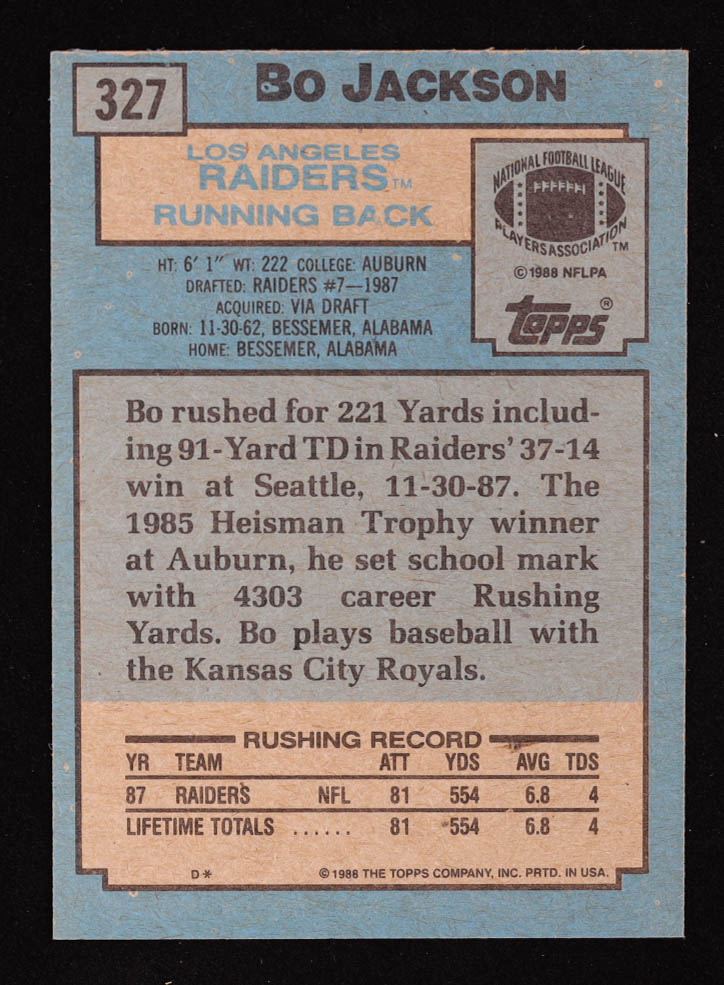 327
BO JACKSON
LOS ANGELES
RAIDERS™
RUNNING BACK
NATIONAL FOOTBALL LEAGUE
PLAYERS ASSOCIATION™
©1988 NFLPA
topps®
HT: 6' 1" WT: 222 COLLEGE: AUBURN
DRAFTED: RAIDERS #7—1987
ACQUIRED: VIA DRAFT
BORN: 11-30-62, BESSEMER, ALABAMA
HOME: BESSEMER, ALABAMA
Bo rushed for 221 Yards includ-
ing 91-Yard TD in Raiders' 37-14
win at Seattle, 11-30-87. The
1985 Heisman Trophy winner
at Auburn, he set school mark
with 4303 career Rushing
Yards. Bo plays baseball with
the Kansas City Royals.
RUSHING RECORD
YR TEAM ATT YDS AVG TDS
87 RAIDERS NFL 81 554 6.8 4
LIFETIME TOTALS ...... 81 554 6.8 4
D* ©1988 THE TOPPS COMPANY, INC. PRTD. IN USA.